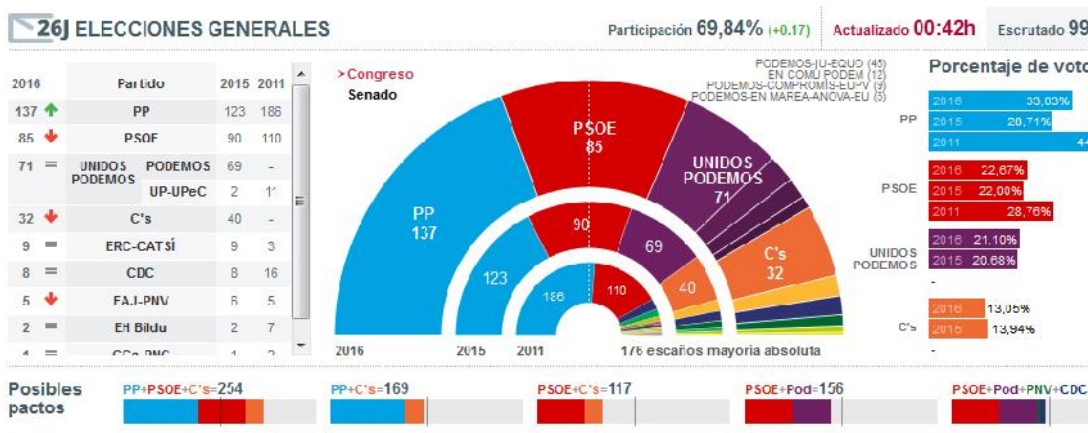 26J ELECCIONES GENERALES
Participación 69,84% (+0.17)
Actualizado 00:42h
Escrutado 99
2016 Partido 2015 2011
137 PP 123 186
85 PSOE 90 110
71 = UNIDOS PODEMOS PODEMOS 69 -
UP-UPeC 2 11
32 C's 40 -
9 = ERC-CATSÍ 9 3
8 = CDC 8 16
5 EAJ-PNV 6 5
2 = EH Bildu 2 7
>Congreso
Senado
PODEMOS-IU-EQUO (45)
EN COMÚ PODEM (12)
PODEMOS-COMPROMÍS-EUPV (9)
PODEMOS-EN MAREA-ANOVA-EU (5)
PP
137
PSOE
85
UNIDOS
PODEMOS
71
C's
32
123
90
69
40
186
110
2016 2015 2011
176 escaños mayoría absoluta
Porcentaje de voto
PP
2016 33,03%
2015 28,71%
2011 44
PSOE
2016 22,67%
2015 22,00%
2011 28,76%
UNIDOS
PODEMOS
2016 21.10%
2015 20.68%
-
C's
2016 13,05%
2015 13,94%
-
Posibles
pactos
PP+PSOE+C's=254
PP+C's=169
PSOE+C's=117
PSOE+Pod=156
PSOE+Pod+PNV+CDC